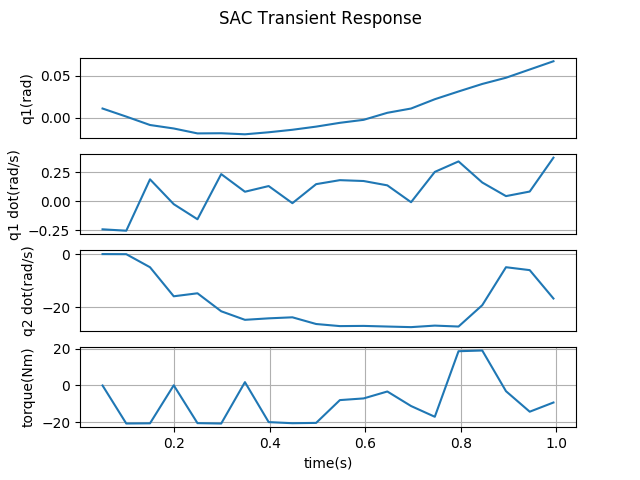 SAC Transient Response
0.05
0.00
q1(rad)
0.25
0.00
−0.25
q1 dot(rad/s)
0
−20
q2 dot(rad/s)
20
0
−20
torque(Nm)
0.2 0.4 0.6 0.8 1.0
time(s)